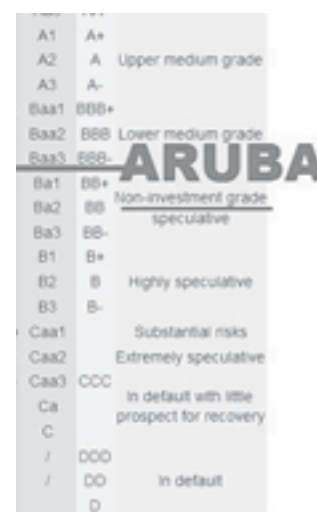 A1 A+
A2 A Upper medium grade
A3 A-
Baa1 BBB+
Baa2 BBB Lower medium grade
Baa3 BBB-
ARUBA
Ba1 BB+
Non-investment grade
Ba2 BB
speculative
Ba3 BB-
B1 B+
B2 B Highly speculative
B3 B-
Caa1 Substantial risks
Caa2 Extremely speculative
Caa3 CCC
In default with little
Ca
prospect for recovery
C
/ DDD
/ DD In default
D